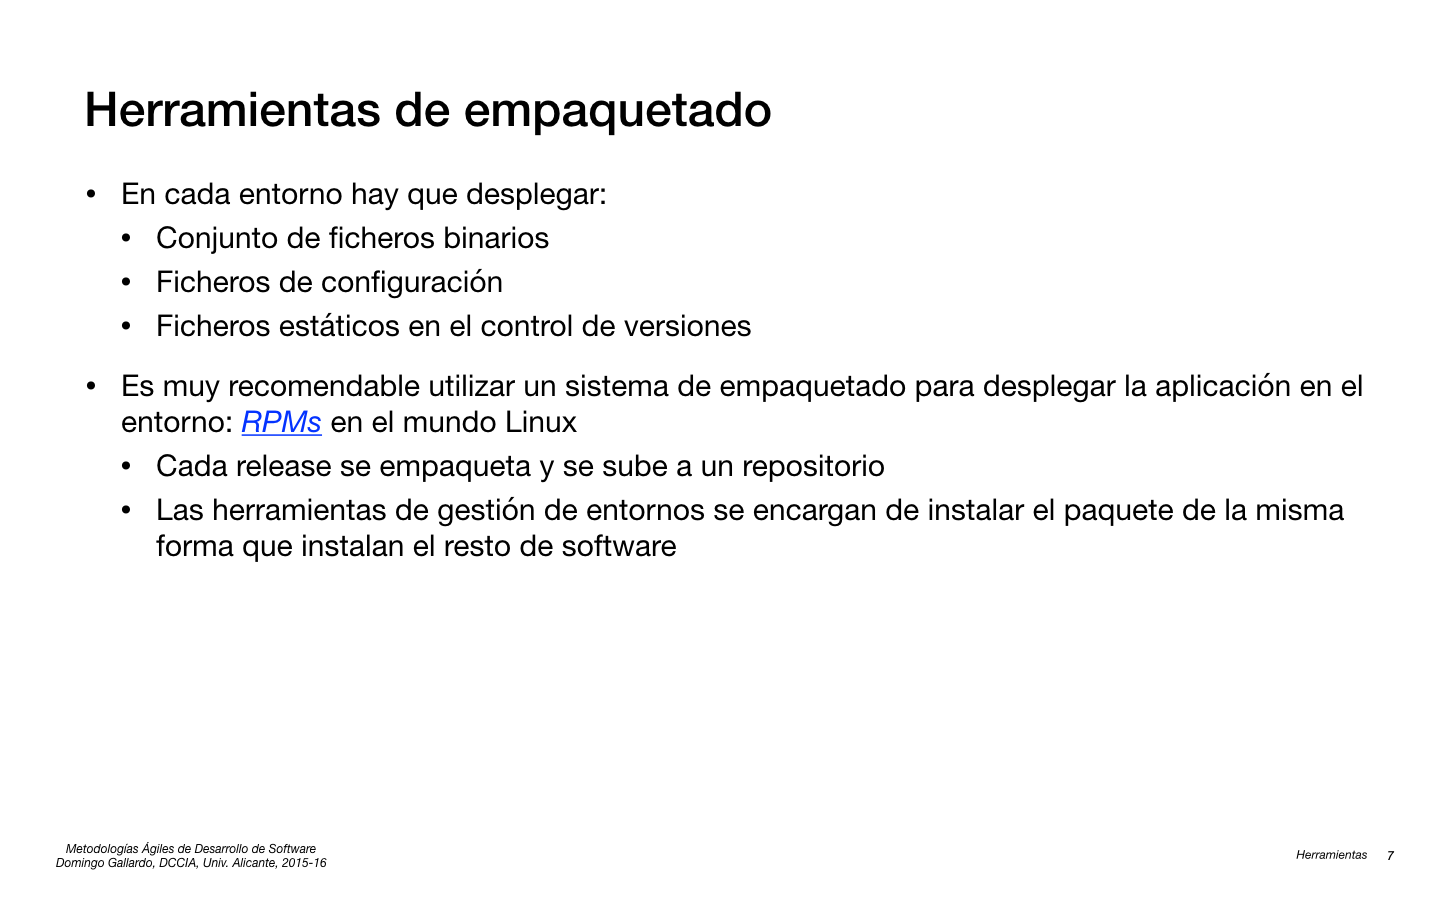 Herramientas de empaquetado
• En cada entorno hay que desplegar:
• Conjunto de ficheros binarios
• Ficheros de configuración
• Ficheros estáticos en el control de versiones
• Es muy recomendable utilizar un sistema de empaquetado para desplegar la aplicación en el
entorno: RPMs en el mundo Linux
• Cada release se empaqueta y se sube a un repositorio
• Las herramientas de gestión de entornos se encargan de instalar el paquete de la misma
forma que instalan el resto de software
Metodologías Ágiles de Desarrollo de Software
Domingo Gallardo, DCCIA, Univ. Alicante, 2015-16
Herramientas 7